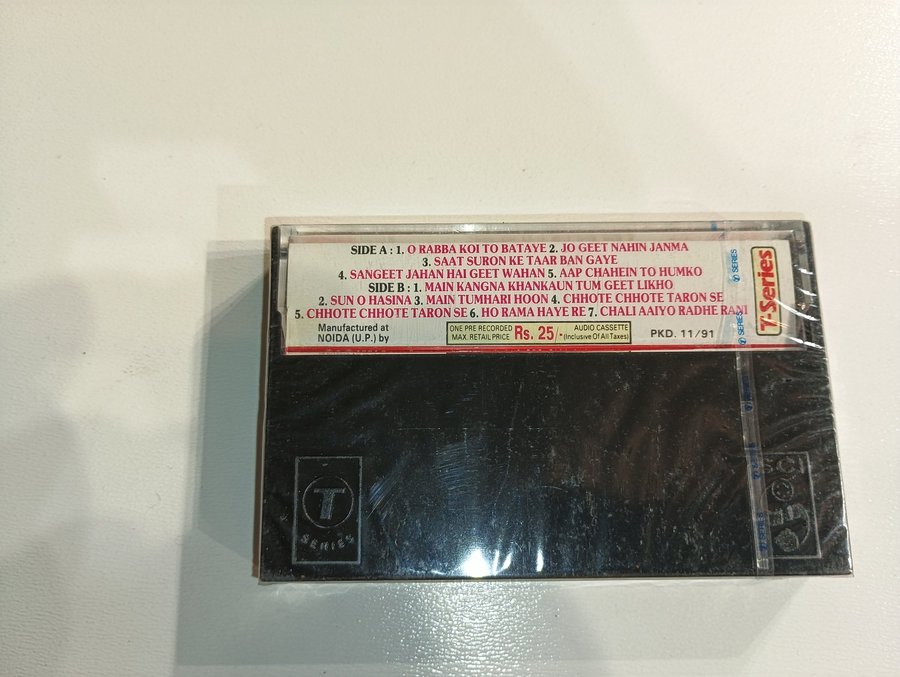 SIDE A : 1. O RABBA KOI TO BATAYE 2. JO GEET NAHIN JANMA
3. SAAT SURON KE TAAR BAN GAYE
4. SANGEET JAHAN HAI GEET WAHAN 5. AAP CHAHEIN TO HUMKO
SIDE B : 1. MAIN KANGNA KHANKAUN TUM GEET LIKHO
2. SUN O HASINA 3. MAIN TUMHARI HOON 4. CHHOTE CHHOTE TARON SE
5. CHHOTE CHHOTE TARON SE 6. HO RAMA HAYE RE 7. CHALI AAIYO RADHE RANI
Manufactured at
NOIDA (U.P.) by
ONE PRE RECORDED
MAX. RETAIL PRICE
Rs. 25/-
AUDIO CASSETTE
(Inclusive Of All Taxes)
PKD. 11/91
T-Series
SERIES
SERIES
T
SERIES